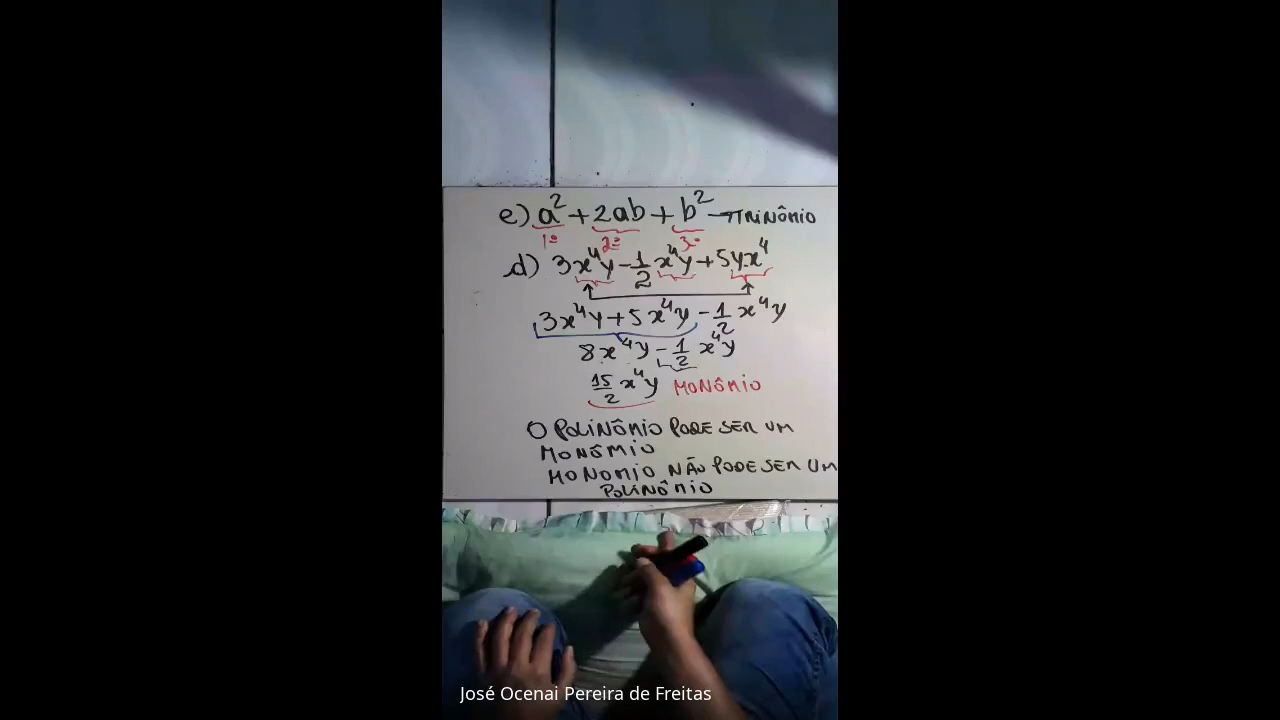 e) a² + 2ab + b² → TRINÔMIO
1º 2º 3º
d) 3x⁴y - 1/2 x⁴y + 5yx⁴
3x⁴y + 5x⁴y - 1/2 x⁴y
8x⁴y - 1/2 x⁴y
15/2 x⁴y MONÔMIO
O POLINÔMIO PODE SER UM
MONÔMIO
MONOMIO NÃO PODE SER UM
POLINÔMIO
José Ocenai Pereira de Freitas